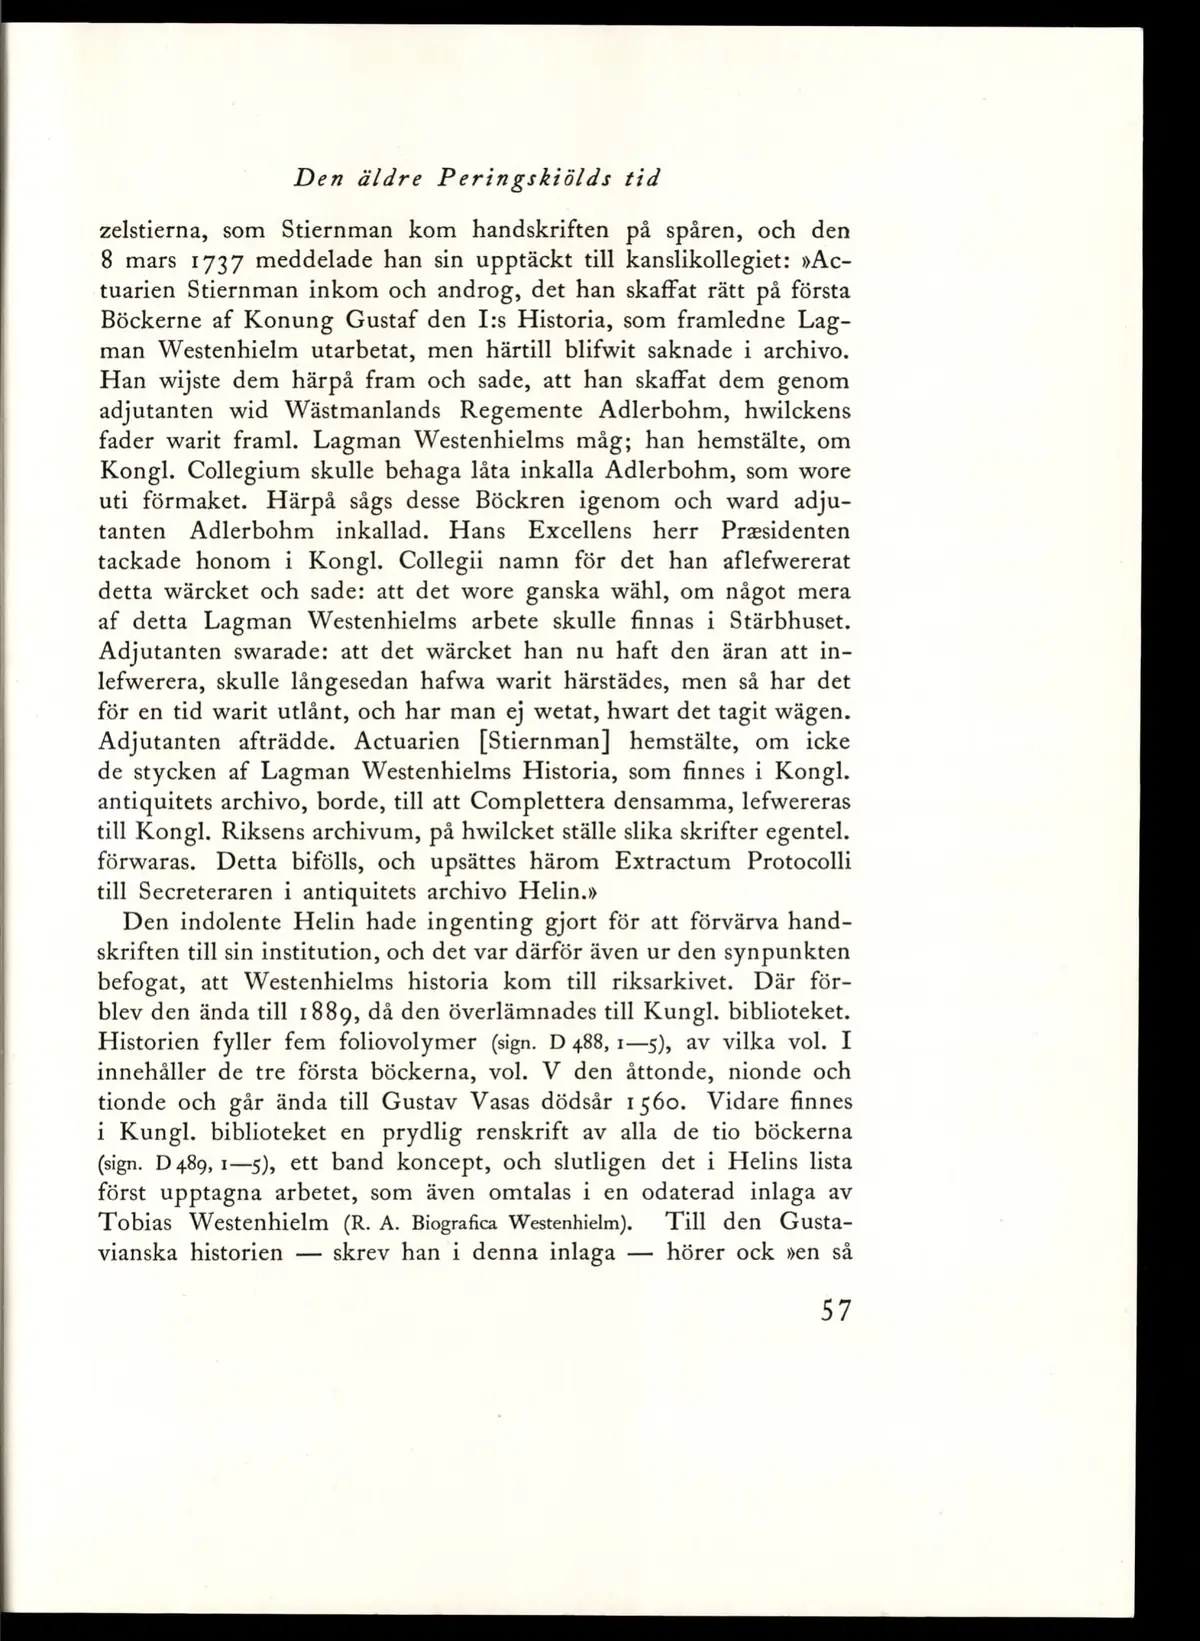 Den äldre Peringskiölds tid
zelstierna, som Stiernman kom handskriften på spåren, och den
8 mars 1737 meddelade han sin upptäckt till kanslikollegiet: »Ac-
tuarien Stiernman inkom och androg, det han skaffat rätt på första
Böckerne af Konung Gustaf den I:s Historia, som framledne Lag-
man Westenhielm utarbetat, men härtill blifwit saknade i archivo.
Han wijste dem härpå fram och sade, att han skaffat dem genom
adjutanten wid Wästmanlands Regemente Adlerbohm, hwilckens
fader warit framl. Lagman Westenhielms måg; han hemstälte, om
Kongl. Collegium skulle behaga låta inkalla Adlerbohm, som wore
uti förmaket. Härpå sågs desse Böckren igenom och ward adju-
tanten Adlerbohm inkallad. Hans Excellens herr Præsidenten
tackade honom i Kongl. Collegii namn för det han aflefwererat
detta wärcket och sade: att det wore ganska wähl, om något mera
af detta Lagman Westenhielms arbete skulle finnas i Stärbhuset.
Adjutanten swarade: att det wärcket han nu haft den äran att in-
lefwerera, skulle långesedan hafwa warit härstädes, men så har det
för en tid warit utlånt, och har man ej wetat, hwart det tagit wägen.
Adjutanten afträdde. Actuarien [Stiernman] hemstälte, om icke
de stycken af Lagman Westenhielms Historia, som finnes i Kongl.
antiquitets archivo, borde, till att Complettera densamma, lefwereras
till Kongl. Riksens archivum, på hwilcket ställe slika skrifter egentel.
förwaras. Detta bifölls, och upsättes härom Extractum Protocolli
till Secreteraren i antiquitets archivo Helin.»
Den indolente Helin hade ingenting gjort för att förvärva hand-
skriften till sin institution, och det var därför även ur den synpunkten
befogat, att Westenhielms historia kom till riksarkivet. Där för-
blev den ända till 1889, då den överlämnades till Kungl. biblioteket.
Historien fyller fem foliovolymer (sign. D 488, 1—5), av vilka vol. I
innehåller de tre första böckerna, vol. V den åttonde, nionde och
tionde och går ända till Gustav Vasas dödsår 1560. Vidare finnes
i Kungl. biblioteket en prydlig renskrift av alla de tio böckerna
(sign. D 489, 1—5), ett band koncept, och slutligen det i Helins lista
först upptagna arbetet, som även omtalas i en odaterad inlaga av
Tobias Westenhielm (R. A. Biografica Westenhielm). Till den Gusta-
vianska historien — skrev han i denna inlaga — hörer ock »en så
57